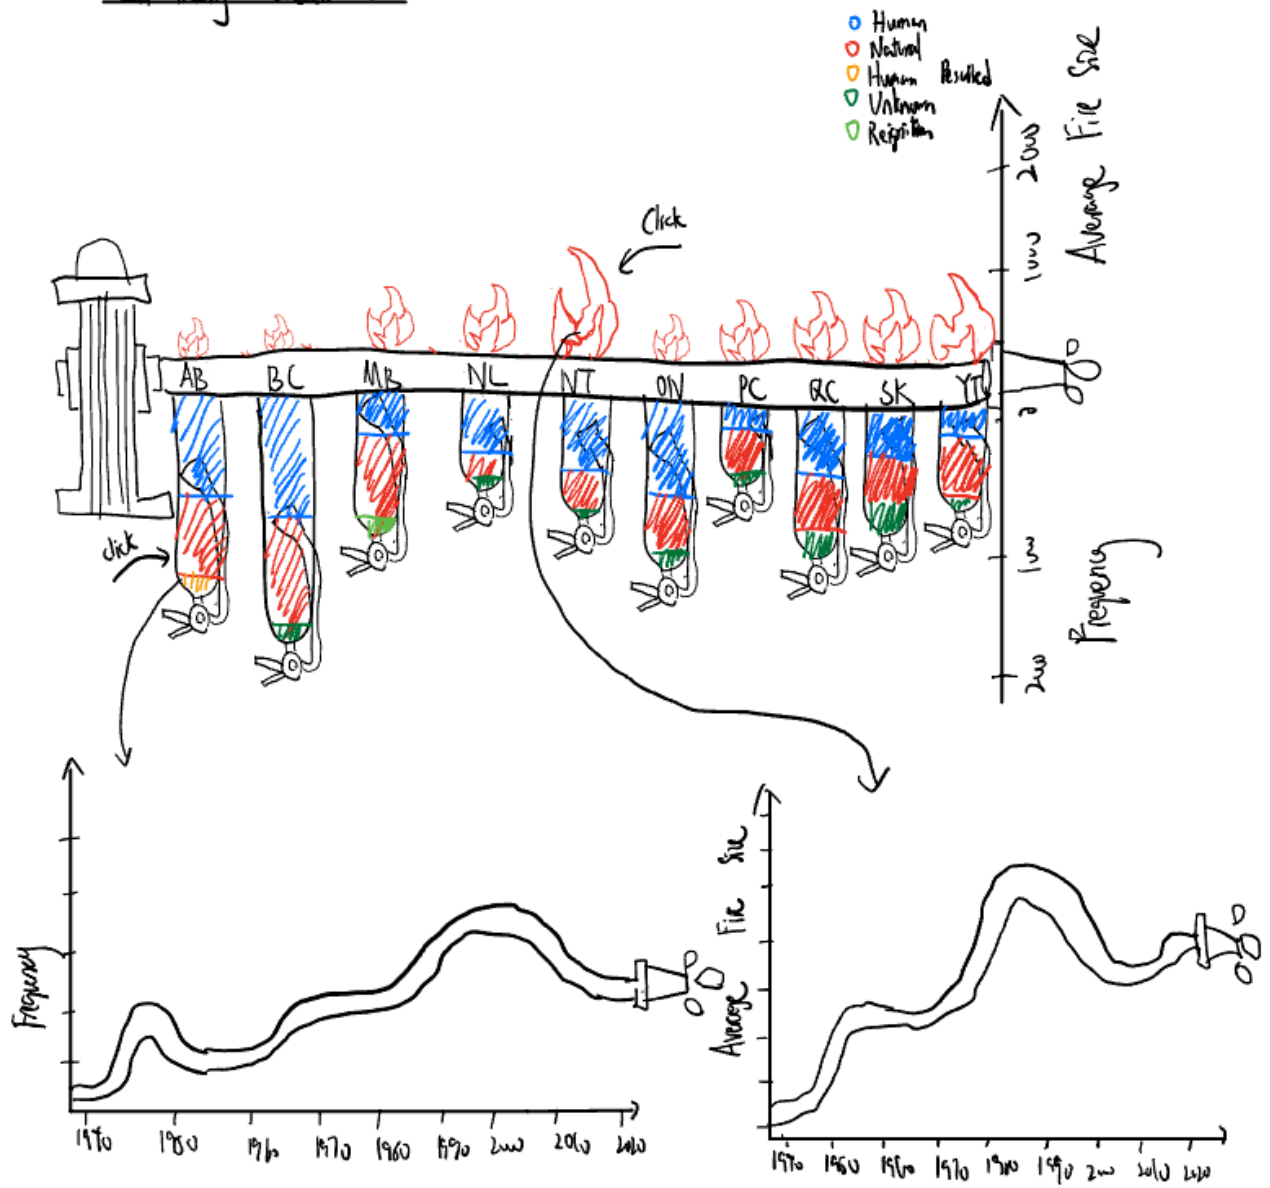 Human
Natural
Human Resulted
Unknown
Reignition
Average Fire Size
2000
1000
Click
AB BC MB NL NT ON PC QC SK YT
0
click
100
Frequency
200
Frequency
1940 1950 1960 1970 1980 1990 2000 2010 2020
Average Fire Size
1940 1950 1960 1970 1980 1990 2000 2010 2020